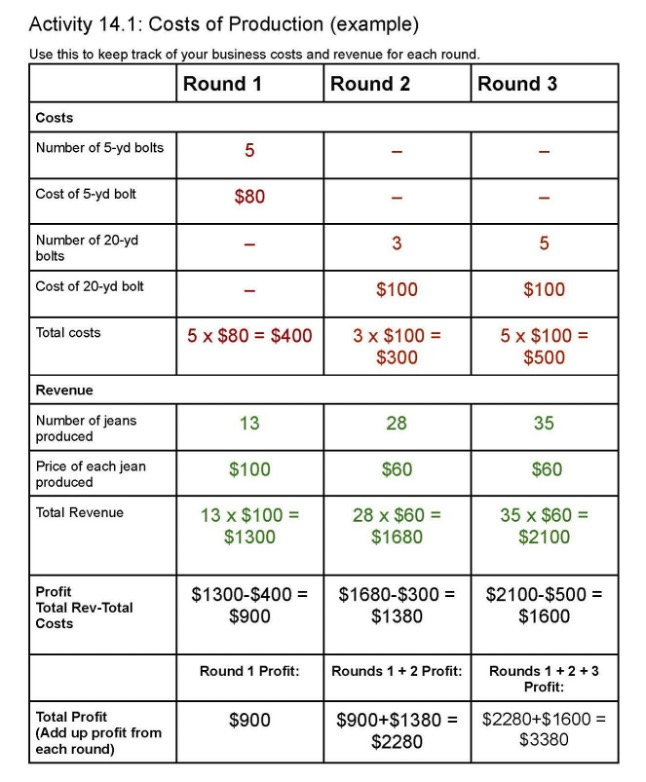 Activity 14.1: Costs of Production (example)
Use this to keep track of your business costs and revenue for each round.
Round 1 Round 2 Round 3
Costs
Number of 5-yd bolts 5 – –
Cost of 5-yd bolt $80 – –
Number of 20-yd
bolts – 3 5
Cost of 20-yd bolt – $100 $100
Total costs 5 x $80 = $400 3 x $100 = 5 x $100 =
$300 $500
Revenue
Number of jeans
produced 13 28 35
Price of each jean
produced $100 $60 $60
Total Revenue 13 x $100 = 28 x $60 = 35 x $60 =
$1300 $1680 $2100
Profit $1300-$400 = $1680-$300 = $2100-$500 =
Total Rev-Total $900 $1380 $1600
Costs
Round 1 Profit: Rounds 1 + 2 Profit: Rounds 1 + 2 + 3
Profit:
Total Profit $900 $900+$1380 = $2280+$1600 =
(Add up profit from $2280 $3380
each round)